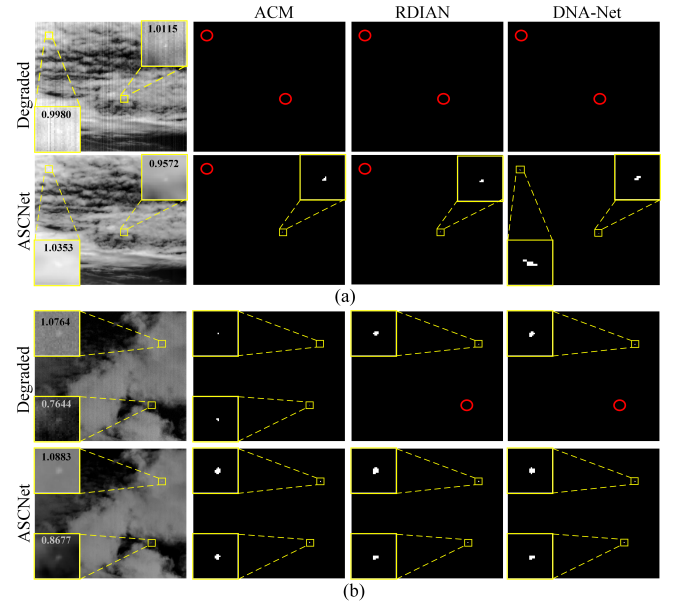 ACM RDIAN DNA-Net
Degraded
1.0115
0.9980
ASCNet
0.9572
1.0353
(a)
Degraded
1.0764
0.7644
ASCNet
1.0883
0.8677
(b)